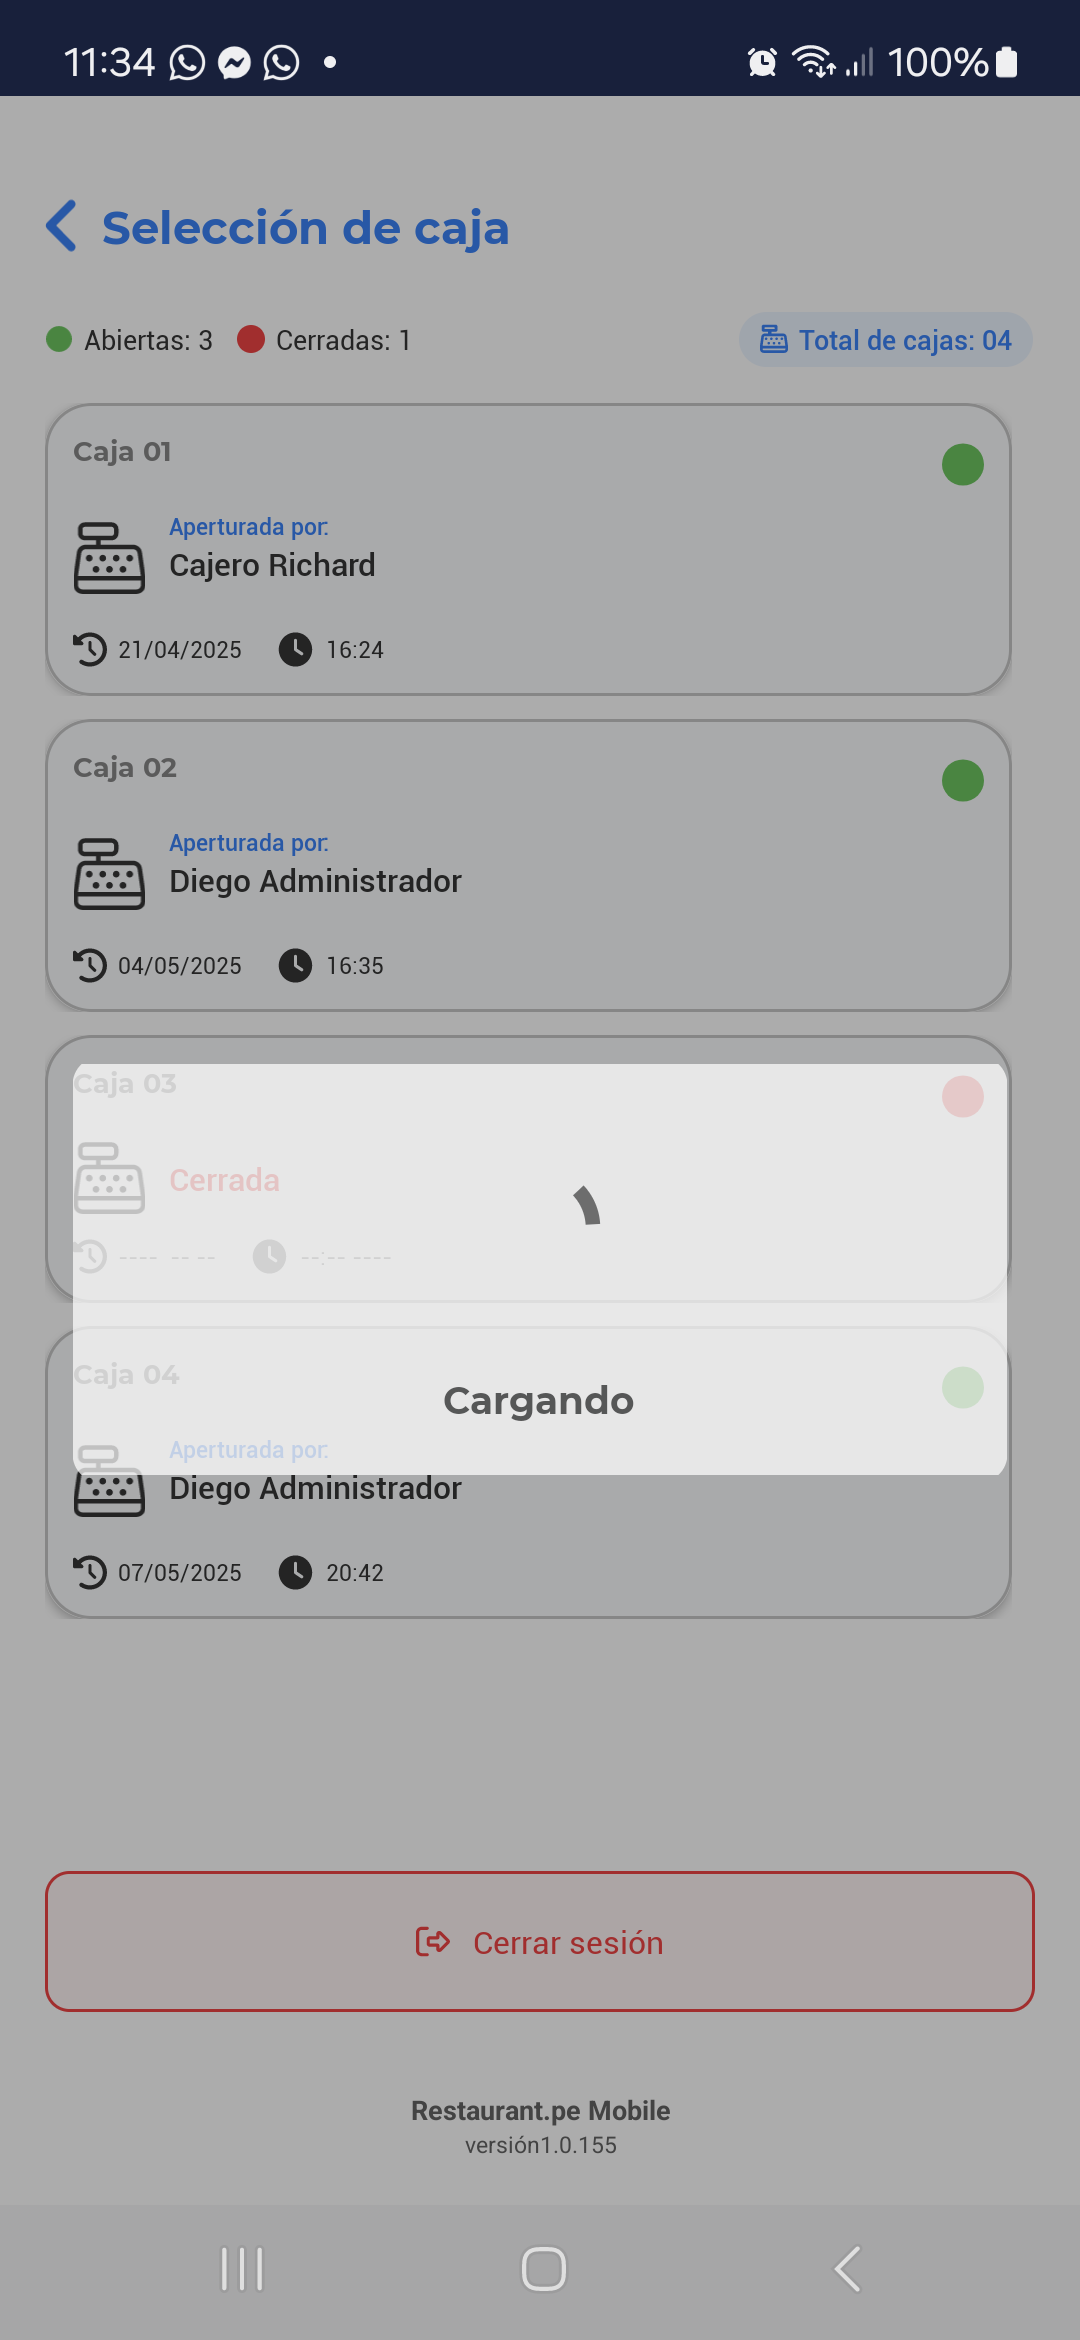 11:34
100%
Selección de caja
Abiertas: 3
Cerradas: 1
Total de cajas: 04
Caja 01
Aperturada por:
Cajero Richard
21/04/2025
16:24
Caja 02
Aperturada por:
Diego Administrador
04/05/2025
16:35
Caja 03
Cerrada
---- -- --
--:-- ----
Caja 04
Cargando
Aperturada por:
Diego Administrador
07/05/2025
20:42
Cerrar sesión
Restaurant.pe Mobile
versión1.0.155